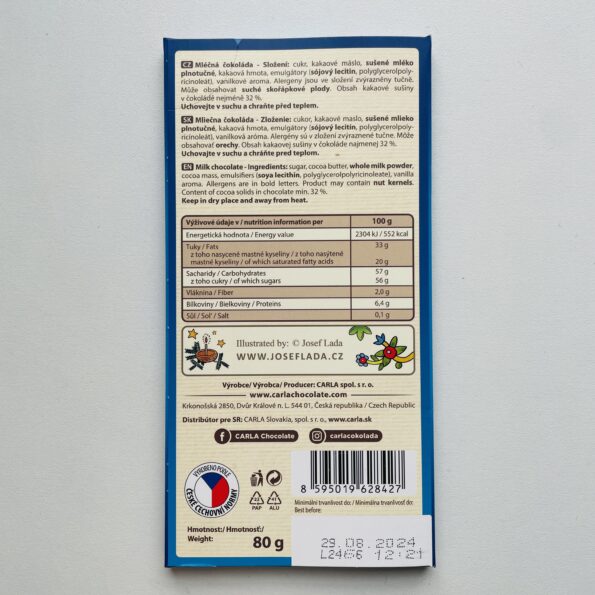 CZ Mléčná čokoláda - Složení: cukr, kakaové máslo, sušené mléko
plnotučné, kakaová hmota, emulgátory (sójový lecitin, polyglycerolpoly-
ricinoleát), vanilkové aroma. Alergeny jsou ve složení zvýrazněny tučně.
Může obsahovat suché skořápkové plody. Obsah kakaové sušiny
v čokoládě nejméně 32 %.
Uchovejte v suchu a chraňte před teplem.
SK Mliečna čokoláda - Zloženie: cukor, kakaové maslo, sušené mlieko
plnotučné, kakaová hmota, emulgátory (sójový lecitín, polyglycerolpoly-
ricinoleát), vanilková aróma. Alergény sú v zložení zvýraznené tučne. Môže
obsahovať orechy. Obsah kakaovej sušiny v čokoláde najmenej 32 %.
Uchovajte v suchu a chráňte pred teplom.
EN Milk chocolate - Ingredients: sugar, cocoa butter, whole milk powder,
cocoa mass, emulsifiers (soya lecithin, polyglycerolpolyricinoleate), vanilla
aroma. Allergens are in bold letters. Product may contain nut kernels.
Content of cocoa solids in chocolate min. 32 %.
Keep in dry place and away from heat.
Výživové údaje v / nutrition information per 100 g
Energetická hodnota / Energy value 2304 kJ / 552 kcal
Tuky / Fats 33 g
z toho nasycené mastné kyseliny / z toho nasýtené
mastné kyseliny / of which saturated fatty acids 20 g
Sacharidy / Carbohydrates 57 g
z toho cukry / of which sugars 56 g
Vláknina / Fiber 2,0 g
Bílkoviny / Bielkoviny / Proteins 6,4 g
Sůl / Soľ / Salt 0,1 g
Illustrated by: © Josef Lada
WWW.JOSEFLADA.CZ
Výrobce/ Výrobca/ Producer: CARLA spol. s r. o.
www.carlachocolate.com
Krkonošská 2850, Dvůr Králové n. L. 544 01, Česká republika / Czech Republic
Distribútor pre SR: CARLA Slovakia, spol. s r.o., www.carla.sk
CARLA Chocolate
carlacokolada
VYROBENO PODLE
ČESKÉ CECHOVNÍ NORMY
22
PAP
41
ALU
8 595019 628427
Minimální trvanlivost do: / Minimálna trvanlivosť do:
Best before:
Hmotnost:/ Hmotnosť:/
Weight: 80 g
29.08.2024
L2466 12:21